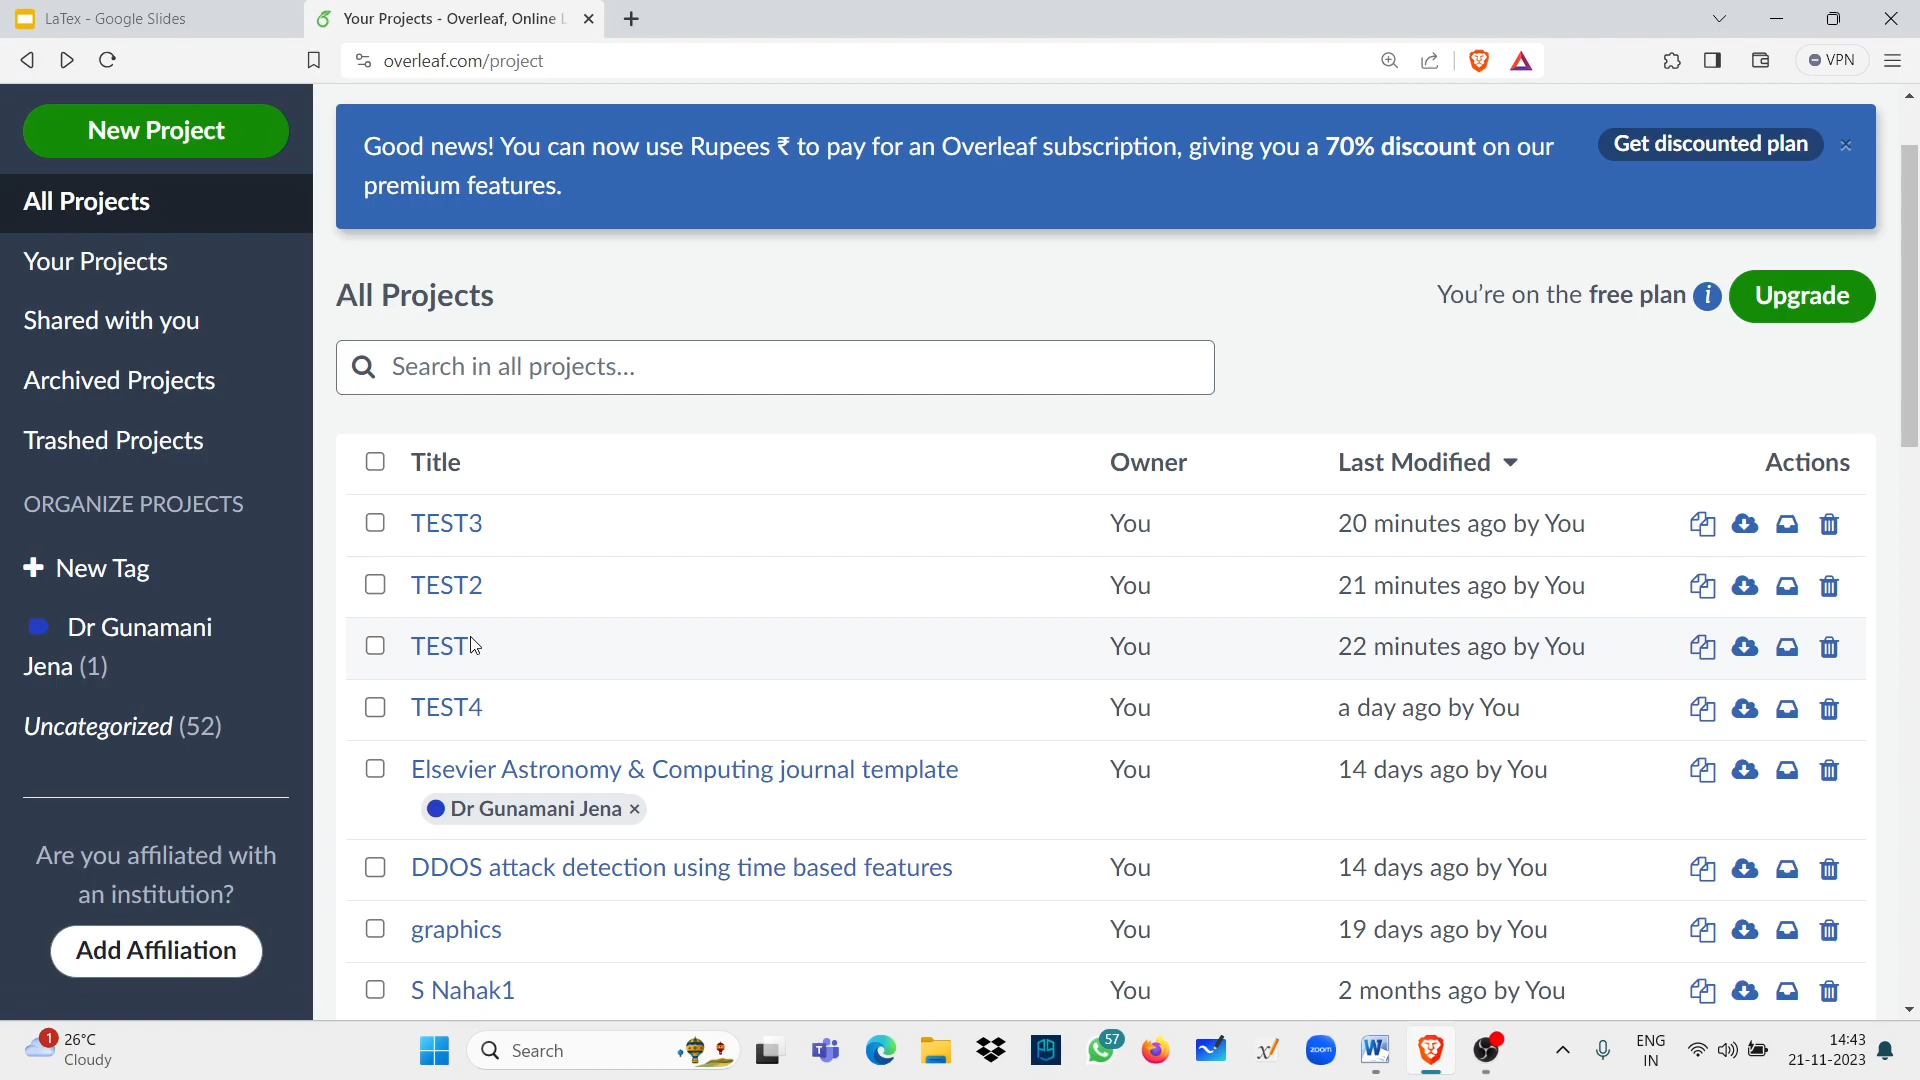 LaTex - Google Slides
Your Projects - Overleaf, Online L
overleaf.com/project
VPN
New Project
All Projects
Your Projects
Shared with you
Archived Projects
Trashed Projects
ORGANIZE PROJECTS
New Tag
Dr Gunamani
Jena (1)
Uncategorized (52)
Are you affiliated with
an institution?
Add Affiliation
Good news! You can now use Rupees ₹ to pay for an Overleaf subscription, giving you a 70% discount on our
premium features.
Get discounted plan
All Projects
You're on the free plan i Upgrade
Search in all projects...
Title Owner Last Modified Actions
TEST3 You 20 minutes ago by You
TEST2 You 21 minutes ago by You
TEST You 22 minutes ago by You
TEST4 You a day ago by You
Elsevier Astronomy & Computing journal template You 14 days ago by You
Dr Gunamani Jena ×
DDOS attack detection using time based features You 14 days ago by You
graphics You 19 days ago by You
S Nahak1 You 2 months ago by You
1 26°C
Cloudy
Search
57
zoom
ENG
IN
14:43
21-11-2023